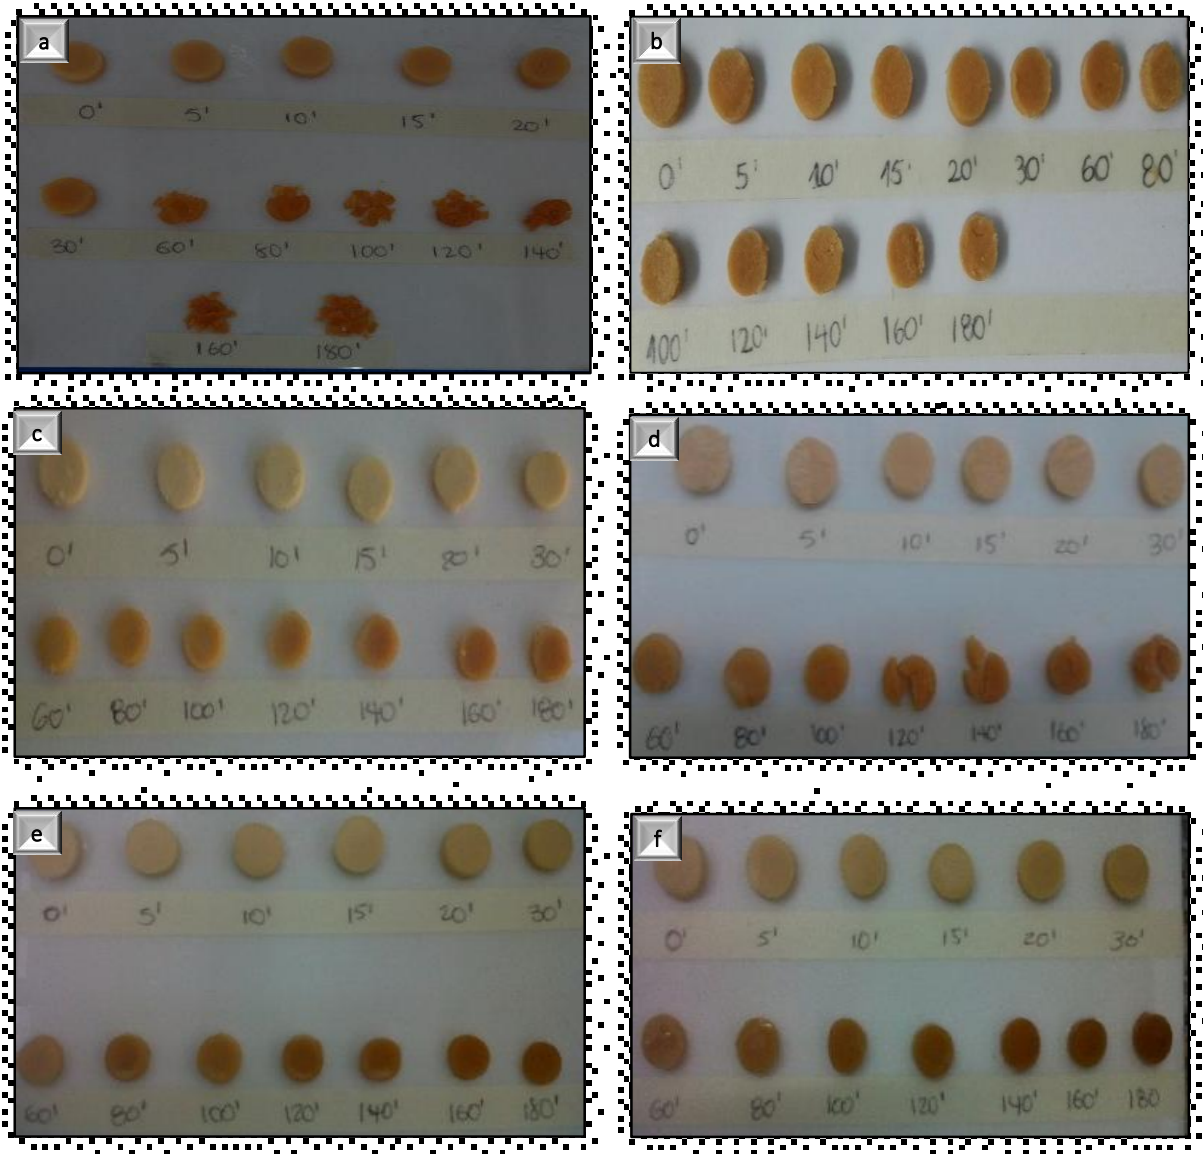 a
0' 5' 10' 15' 20'
30' 60' 80' 100' 120' 140'
160' 180'
b
0' 5' 10' 15' 20' 30' 60' 80'
100' 120' 140' 160' 180'
c
0' 5' 10' 15' 20' 30'
60' 80' 100' 120' 140' 160' 180'
d
0' 5' 10' 15' 20' 30'
60' 80' 100' 120' 140' 160' 180'
e
0' 5' 10' 15' 20' 30'
60' 80' 100' 120' 140' 160' 180'
f
0' 5' 10' 15' 20' 30'
60' 80' 100' 120' 140' 160' 180